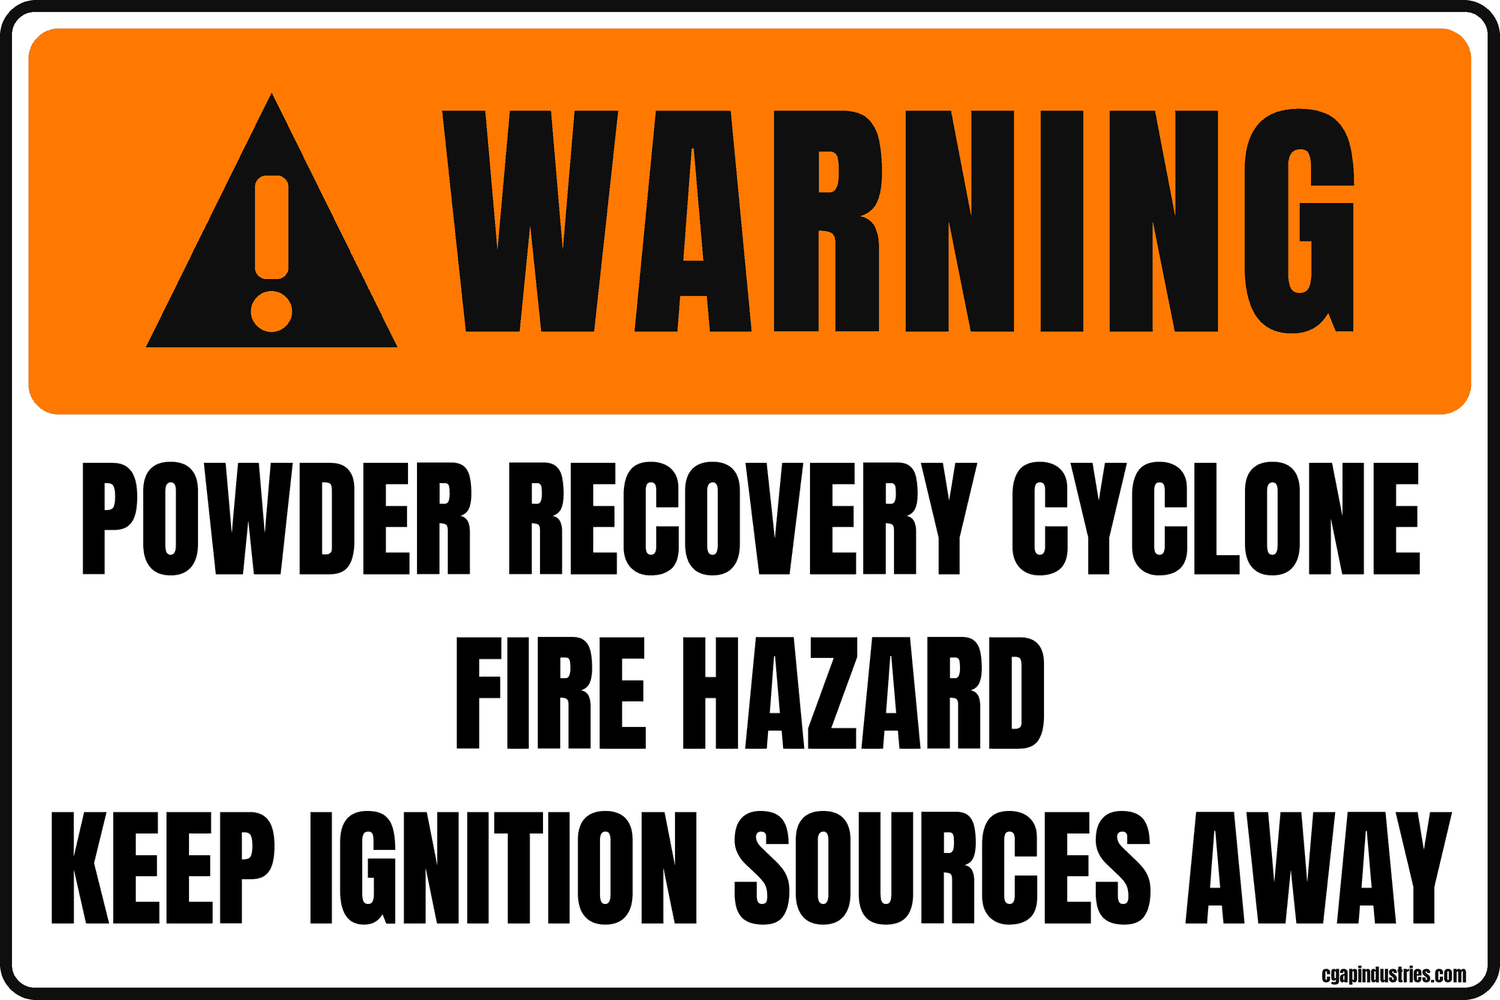 WARNING
POWDER RECOVERY CYCLONE
FIRE HAZARD
KEEP IGNITION SOURCES AWAY
cgapindustries.com